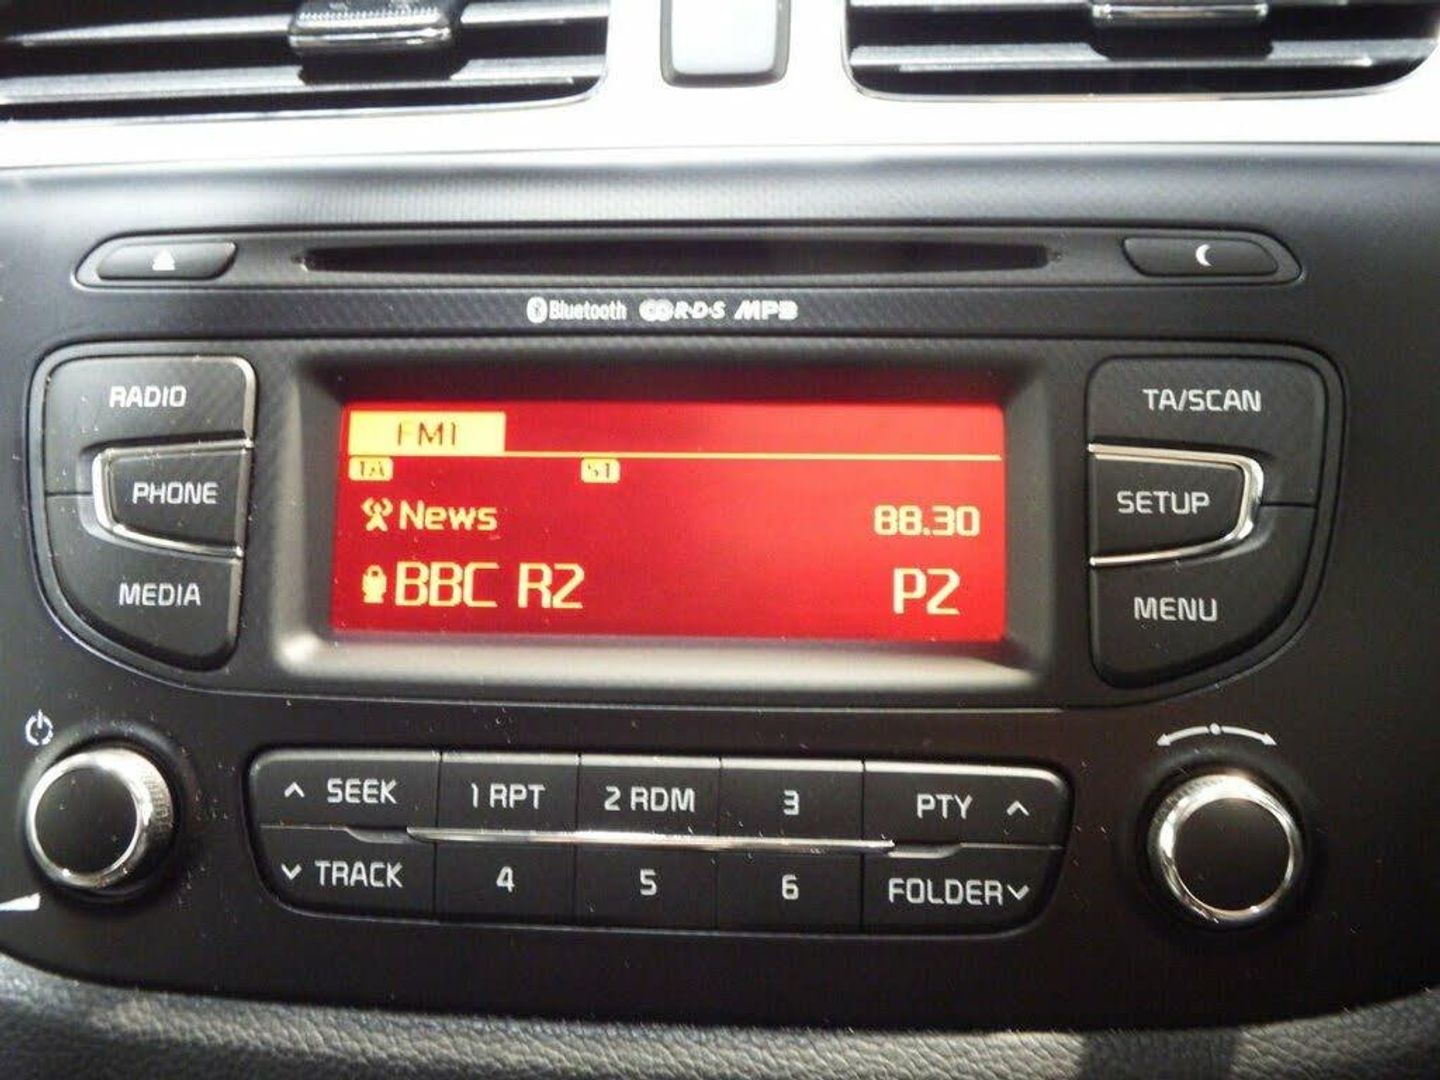 Bluetooth R·D·S MP3
RADIO
PHONE
MEDIA
FM1
TA ST
News 88.30
BBC R2 P2
TA/SCAN
SETUP
MENU
SEEK 1 RPT 2 RDM 3 PTY
TRACK 4 5 6 FOLDER